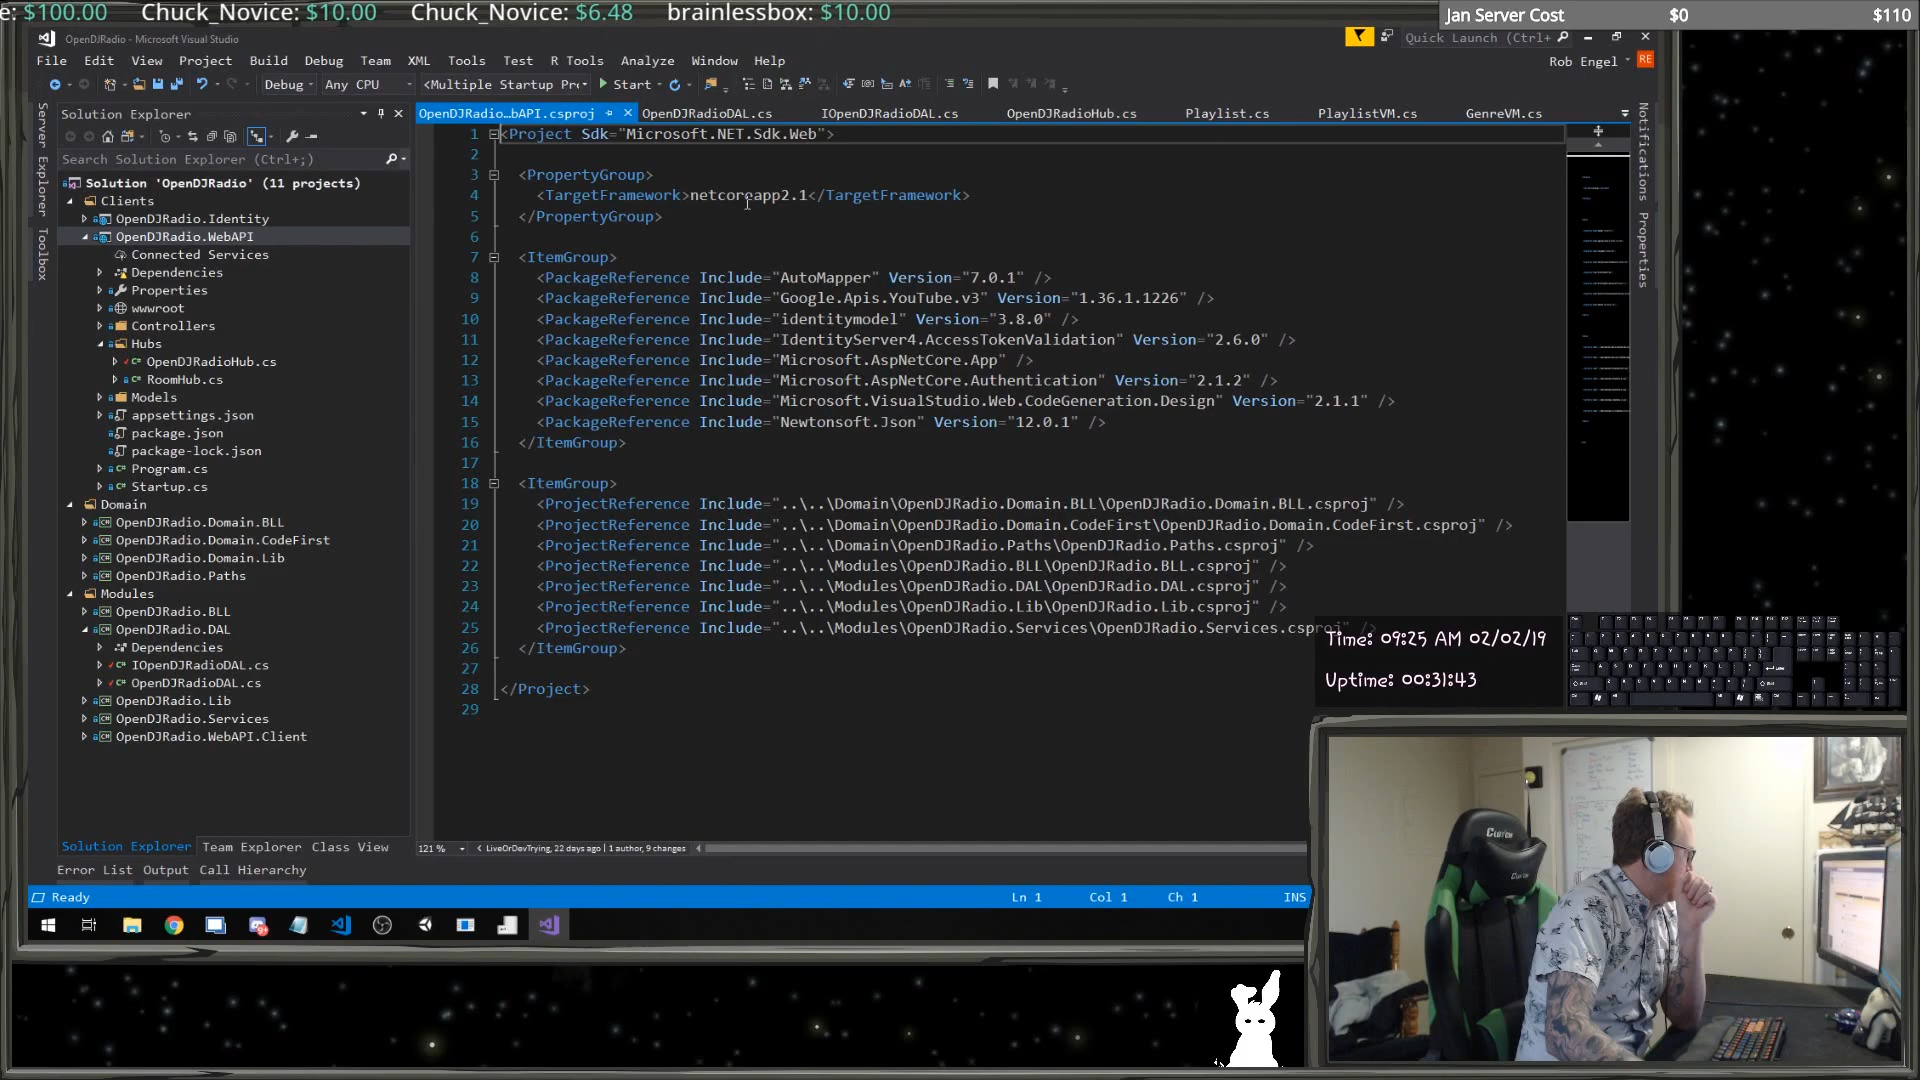 e: $100.00 Chuck_Novice: $10.00 Chuck_Novice: $6.48 brainlessbox: $10.00
Jan Server Cost $0 $110
OpenDJRadio - Microsoft Visual Studio
Quick Launch (Ctrl+
File Edit View Project Build Debug Team XML Tools Test R Tools Analyze Window Help
Rob Engel RE
Debug Any CPU <Multiple Startup Pr Start
Server Explorer
Toolbox
Solution Explorer
Search Solution Explorer (Ctrl+;)
Solution 'OpenDJRadio' (11 projects)
Clients
OpenDJRadio.Identity
OpenDJRadio.WebAPI
Connected Services
Dependencies
Properties
wwwroot
Controllers
Hubs
OpenDJRadioHub.cs
RoomHub.cs
Models
appsettings.json
package.json
package-lock.json
Program.cs
Startup.cs
Domain
OpenDJRadio.Domain.BLL
OpenDJRadio.Domain.CodeFirst
OpenDJRadio.Domain.Lib
OpenDJRadio.Paths
Modules
OpenDJRadio.BLL
OpenDJRadio.DAL
Dependencies
IOpenDJRadioDAL.cs
OpenDJRadioDAL.cs
OpenDJRadio.Lib
OpenDJRadio.Services
OpenDJRadio.WebAPI.Client
Solution Explorer Team Explorer Class View
Error List Output Call Hierarchy
OpenDJRadio...bAPI.csproj OpenDJRadioDAL.cs IOpenDJRadioDAL.cs OpenDJRadioHub.cs Playlist.cs PlaylistVM.cs GenreVM.cs
1 <Project Sdk="Microsoft.NET.Sdk.Web">
2
3 <PropertyGroup>
4 <TargetFramework>netcoreapp2.1</TargetFramework>
5 </PropertyGroup>
6
7 <ItemGroup>
8 <PackageReference Include="AutoMapper" Version="7.0.1" />
9 <PackageReference Include="Google.Apis.YouTube.v3" Version="1.36.1.1226" />
10 <PackageReference Include="identitymodel" Version="3.8.0" />
11 <PackageReference Include="IdentityServer4.AccessTokenValidation" Version="2.6.0" />
12 <PackageReference Include="Microsoft.AspNetCore.App" />
13 <PackageReference Include="Microsoft.AspNetCore.Authentication" Version="2.1.2" />
14 <PackageReference Include="Microsoft.VisualStudio.Web.CodeGeneration.Design" Version="2.1.1" />
15 <PackageReference Include="Newtonsoft.Json" Version="12.0.1" />
16 </ItemGroup>
17
18 <ItemGroup>
19 <ProjectReference Include="..\..\Domain\OpenDJRadio.Domain.BLL\OpenDJRadio.Domain.BLL.csproj" />
20 <ProjectReference Include="..\..\Domain\OpenDJRadio.Domain.CodeFirst\OpenDJRadio.Domain.CodeFirst.csproj" />
21 <ProjectReference Include="..\..\Domain\OpenDJRadio.Paths\OpenDJRadio.Paths.csproj" />
22 <ProjectReference Include="..\..\Modules\OpenDJRadio.BLL\OpenDJRadio.BLL.csproj" />
23 <ProjectReference Include="..\..\Modules\OpenDJRadio.DAL\OpenDJRadio.DAL.csproj" />
24 <ProjectReference Include="..\..\Modules\OpenDJRadio.Lib\OpenDJRadio.Lib.csproj" />
25 <ProjectReference Include="..\..\Modules\OpenDJRadio.Services\OpenDJRadio.Services.csproj" />
26 </ItemGroup>
27
28 </Project>
29
Notifications
Properties
121 % LiveOrDevTrying, 22 days ago | 1 author, 9 changes
Ready Ln 1 Col 1 Ch 1 INS
Time: 09:25 AM 02/02/19
Uptime: 00:31:43